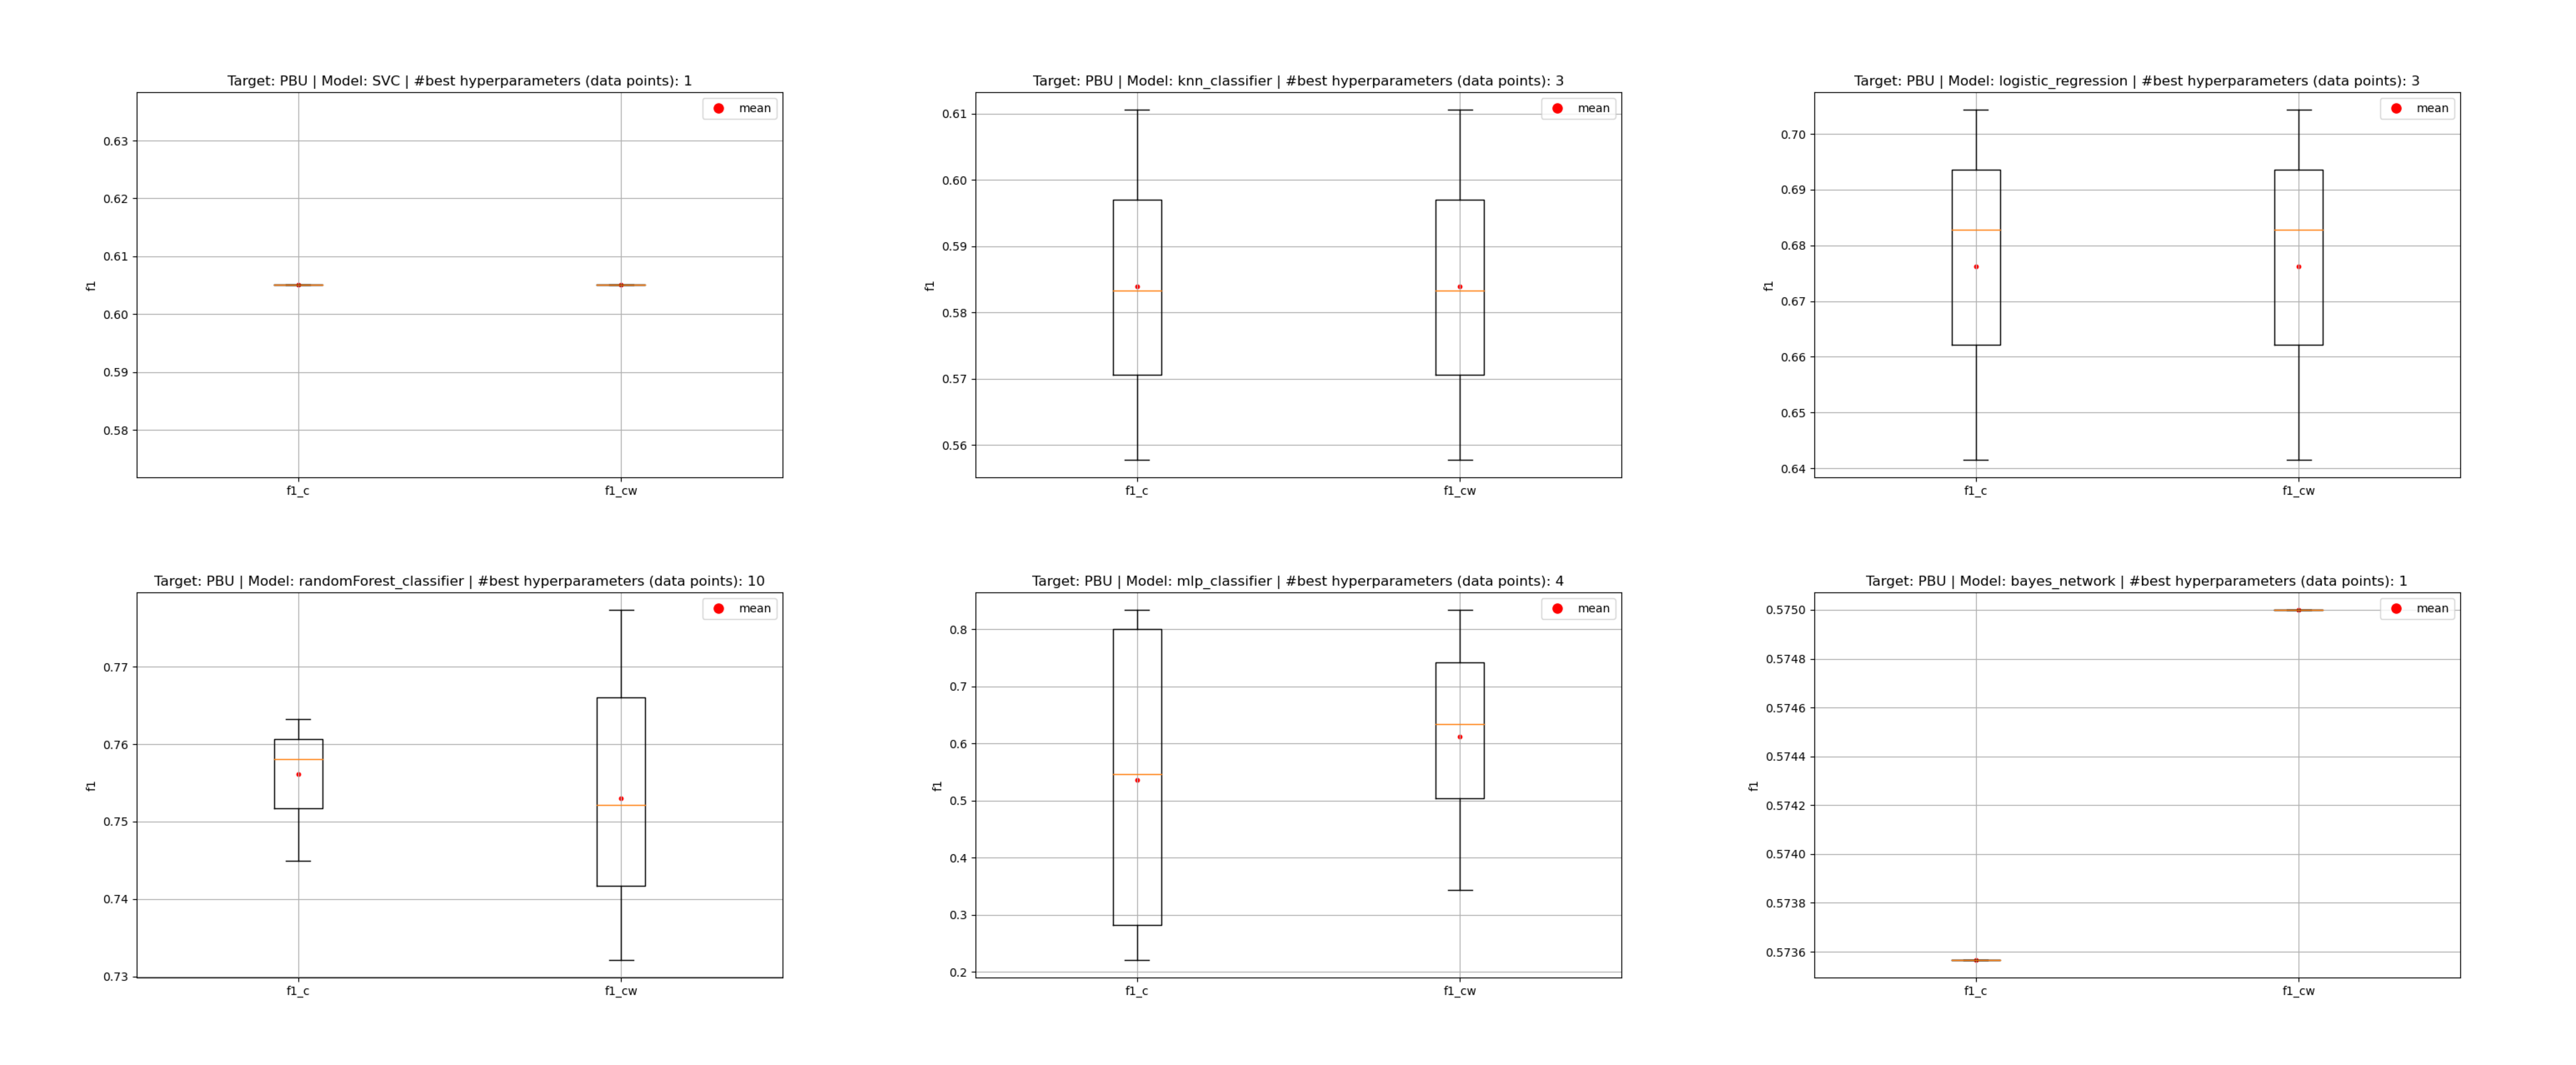 Target: PBU | Model: SVC | #best hyperparameters (data points): 1
mean
0.63
0.62
0.61
0.60
0.59
0.58
f1
f1_c
f1_cw
Target: PBU | Model: knn_classifier | #best hyperparameters (data points): 3
mean
0.61
0.60
0.59
0.58
0.57
0.56
f1
f1_c
f1_cw
Target: PBU | Model: logistic_regression | #best hyperparameters (data points): 3
mean
0.70
0.69
0.68
0.67
0.66
0.65
0.64
f1
f1_c
f1_cw
Target: PBU | Model: randomForest_classifier | #best hyperparameters (data points): 10
mean
0.77
0.76
0.75
0.74
0.73
f1
f1_c
f1_cw
Target: PBU | Model: mlp_classifier | #best hyperparameters (data points): 4
mean
0.8
0.7
0.6
0.5
0.4
0.3
0.2
f1
f1_c
f1_cw
Target: PBU | Model: bayes_network | #best hyperparameters (data points): 1
mean
0.5750
0.5748
0.5746
0.5744
0.5742
0.5740
0.5738
0.5736
f1
f1_c
f1_cw